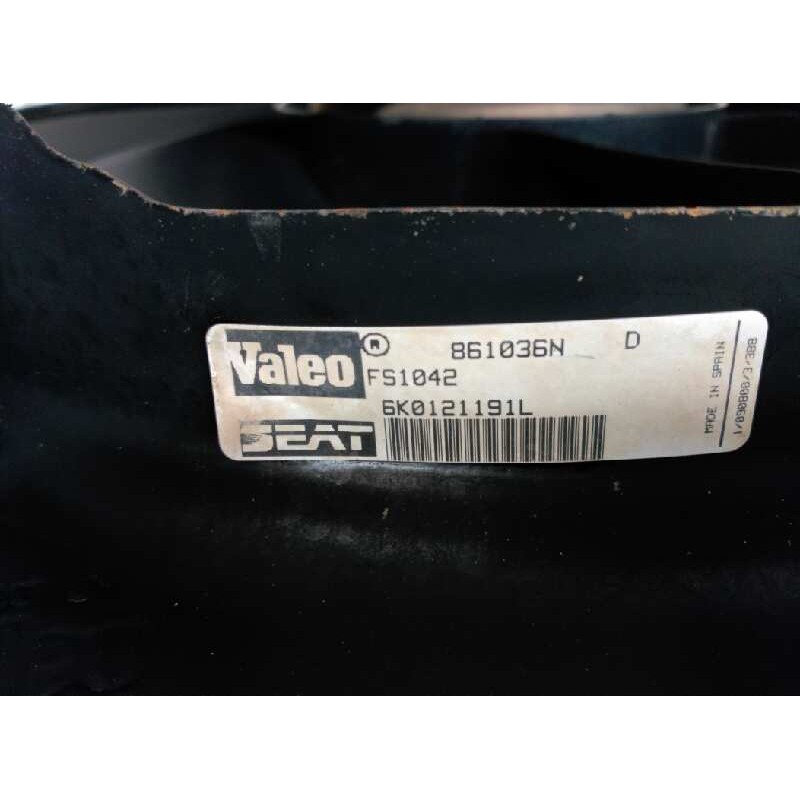 Valeo ® 861036N D
FS1042
6K0121191L
SEAT
MADE IN SPAIN